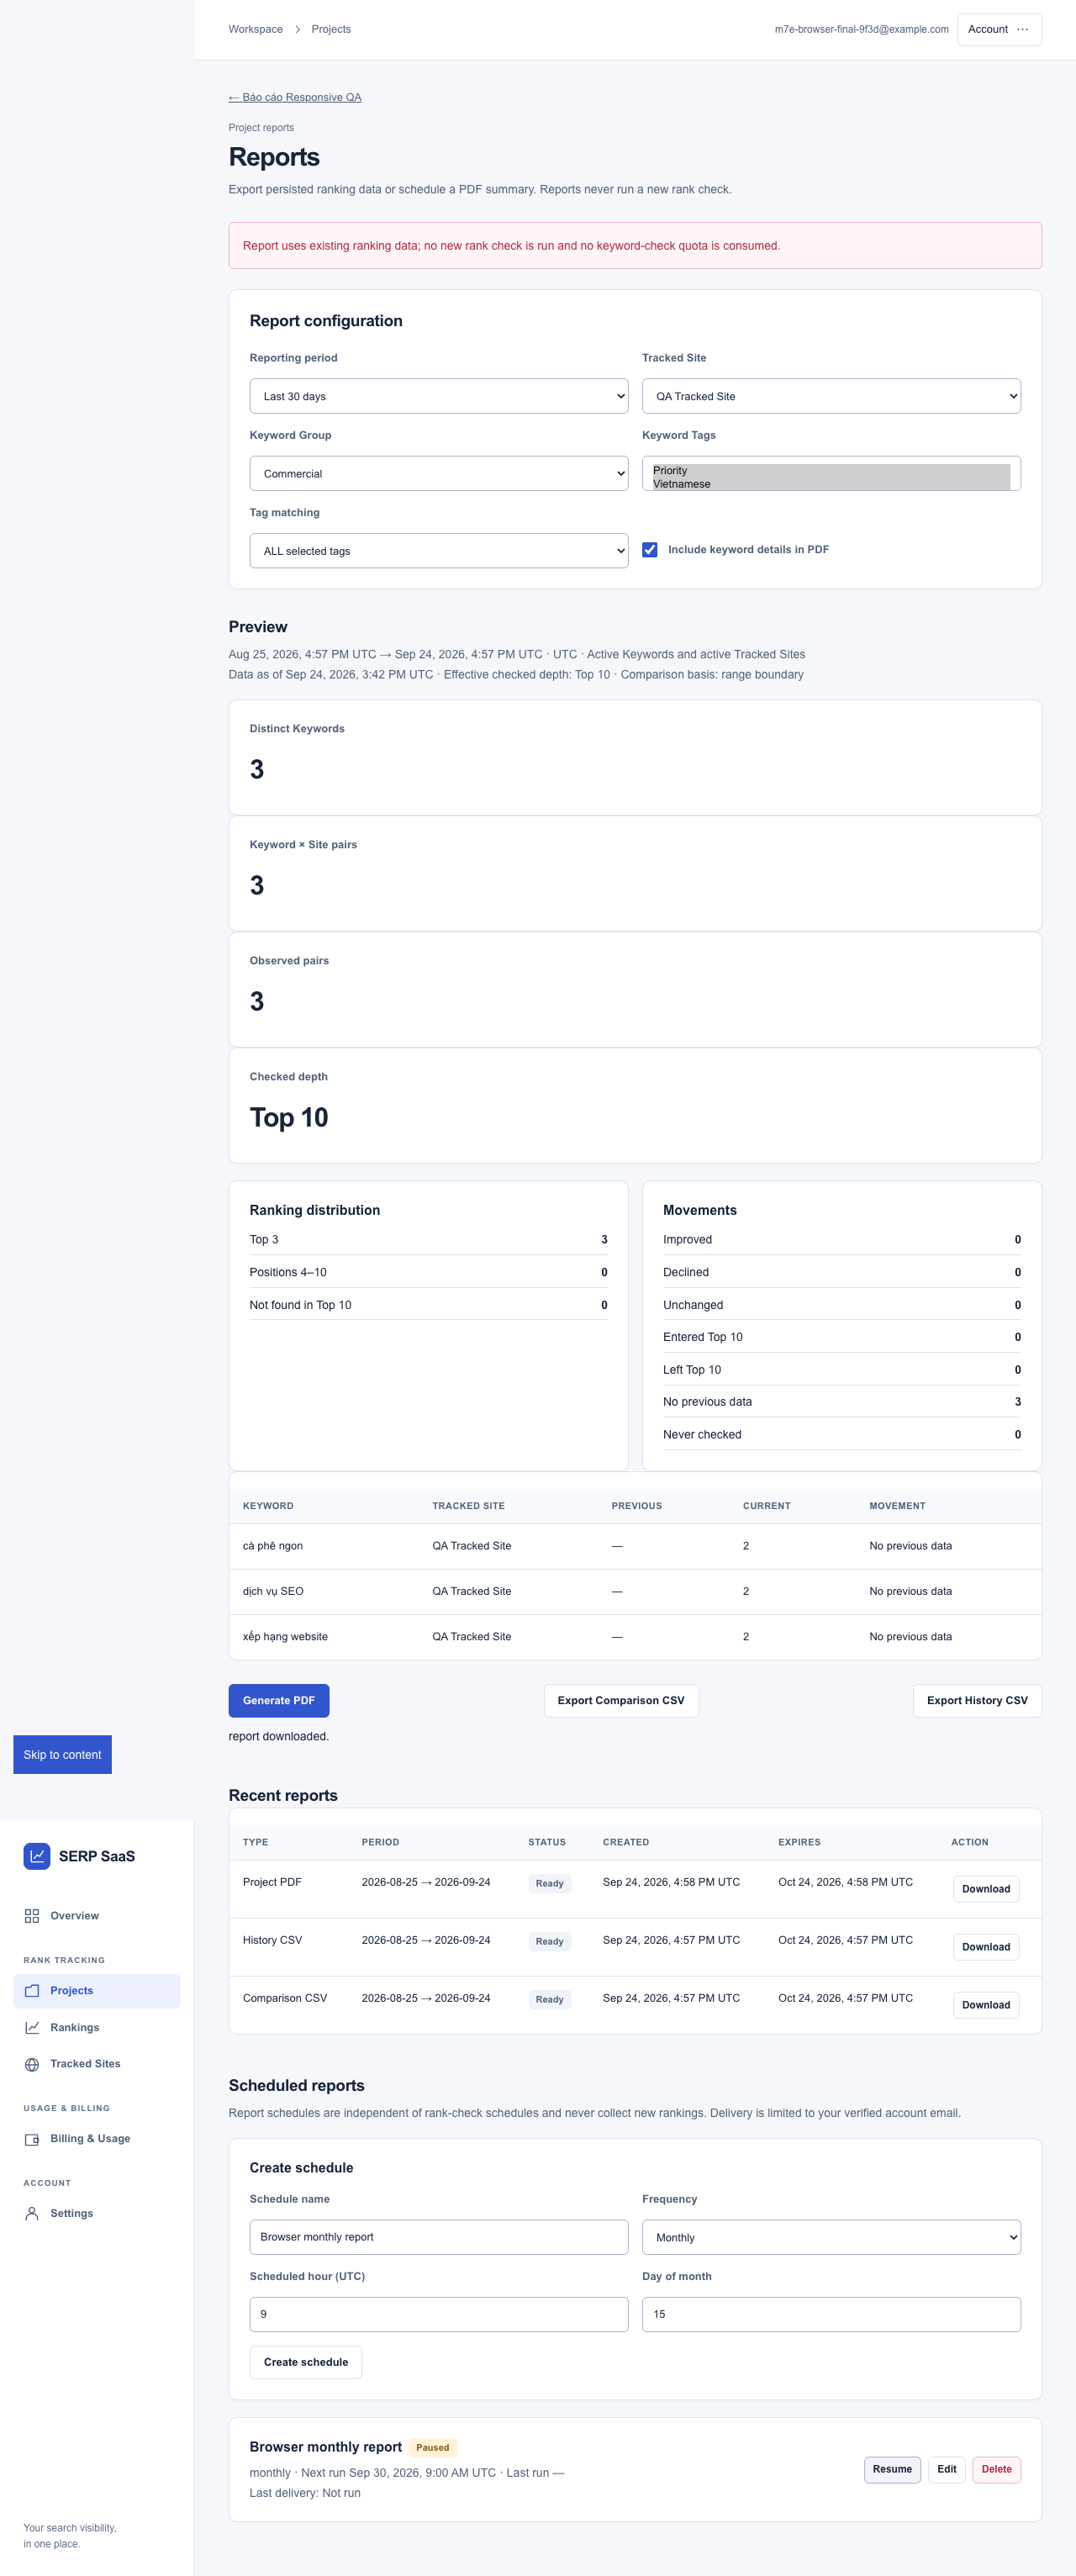 Workspace > Projects
m7e-browser-final-9f3d@example.com
Account ···
← Báo cáo Responsive QA
Project reports
Reports
Export persisted ranking data or schedule a PDF summary. Reports never run a new rank check.
Report uses existing ranking data; no new rank check is run and no keyword-check quota is consumed.
Report configuration
Reporting period
Tracked Site
Last 30 days
QA Tracked Site
Keyword Group
Keyword Tags
Commercial
Priority
Vietnamese
Tag matching
ALL selected tags
Include keyword details in PDF
Preview
Aug 25, 2026, 4:57 PM UTC → Sep 24, 2026, 4:57 PM UTC · UTC · Active Keywords and active Tracked Sites
Data as of Sep 24, 2026, 3:42 PM UTC · Effective checked depth: Top 10 · Comparison basis: range boundary
Distinct Keywords
3
Keyword × Site pairs
3
Observed pairs
3
Checked depth
Top 10
Ranking distribution
Top 3 3
Positions 4–10 0
Not found in Top 10 0
Movements
Improved 0
Declined 0
Unchanged 0
Entered Top 10 0
Left Top 10 0
No previous data 3
Never checked 0
KEYWORD TRACKED SITE PREVIOUS CURRENT MOVEMENT
cà phê ngon QA Tracked Site — 2 No previous data
dịch vụ SEO QA Tracked Site — 2 No previous data
xếp hạng website QA Tracked Site — 2 No previous data
Generate PDF
Export Comparison CSV
Export History CSV
report downloaded.
Skip to content
Recent reports
TYPE PERIOD STATUS CREATED EXPIRES ACTION
Project PDF 2026-08-25 → 2026-09-24 Ready Sep 24, 2026, 4:58 PM UTC Oct 24, 2026, 4:58 PM UTC Download
History CSV 2026-08-25 → 2026-09-24 Ready Sep 24, 2026, 4:57 PM UTC Oct 24, 2026, 4:57 PM UTC Download
Comparison CSV 2026-08-25 → 2026-09-24 Ready Sep 24, 2026, 4:57 PM UTC Oct 24, 2026, 4:57 PM UTC Download
SERP SaaS
Overview
RANK TRACKING
Projects
Rankings
Tracked Sites
USAGE & BILLING
Billing & Usage
ACCOUNT
Settings
Scheduled reports
Report schedules are independent of rank-check schedules and never collect new rankings. Delivery is limited to your verified account email.
Create schedule
Schedule name
Frequency
Browser monthly report
Monthly
Scheduled hour (UTC)
Day of month
9
15
Create schedule
Browser monthly report Paused
monthly · Next run Sep 30, 2026, 9:00 AM UTC · Last run —
Last delivery: Not run
Resume
Edit
Delete
Your search visibility,
in one place.